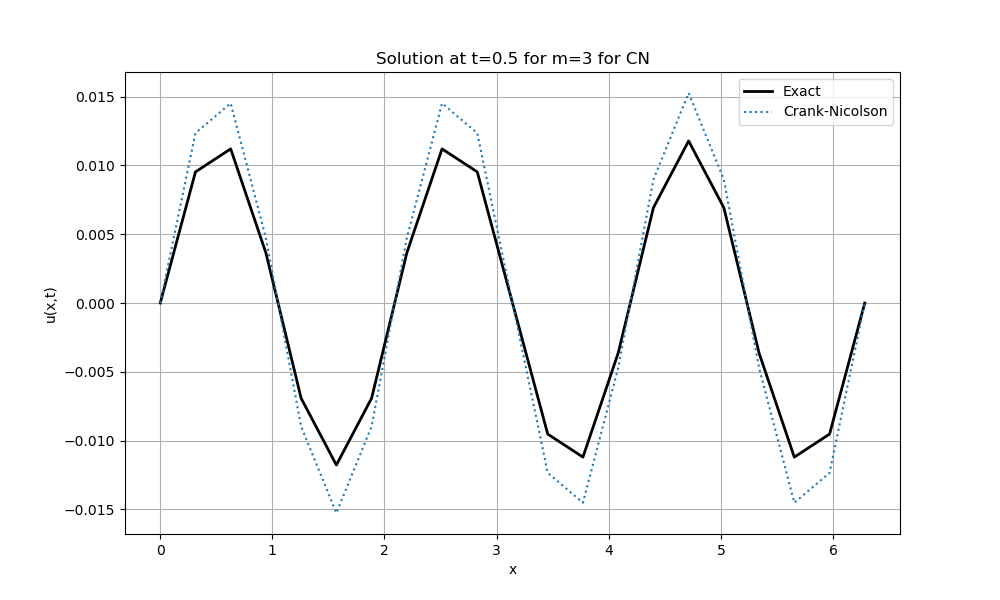 Solution at t=0.5 for m=3 for CN
Exact
Crank-Nicolson
0.015
0.010
0.005
0.000
−0.005
−0.010
−0.015
u(x,t)
0 1 2 3 4 5 6
x